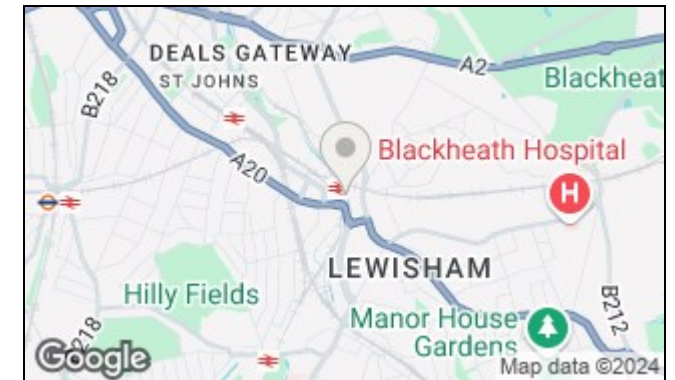 DEALS GATEWAY
ST JOHNS
B218
A2
Blackheat
A20
Blackheath Hospital
H
LEWISHAM
Hilly Fields
B218
Manor House
Gardens
B212
Google
Map data ©2024